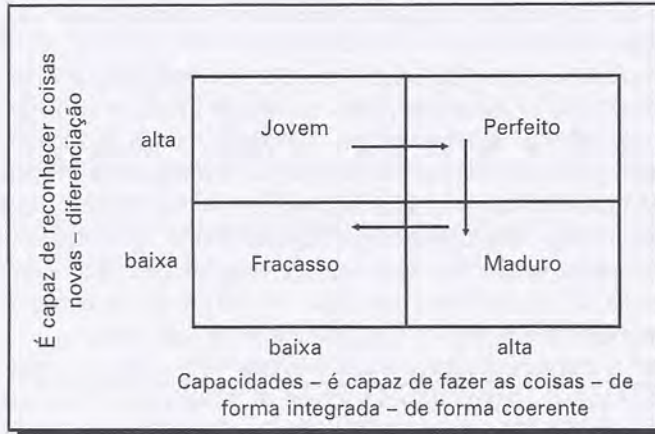 É capaz de reconhecer coisas
novas – diferenciação
alta
Jovem
Perfeito
baixa
Fracasso
Maduro
baixa
alta
Capacidades – é capaz de fazer as coisas – de
forma integrada – de forma coerente